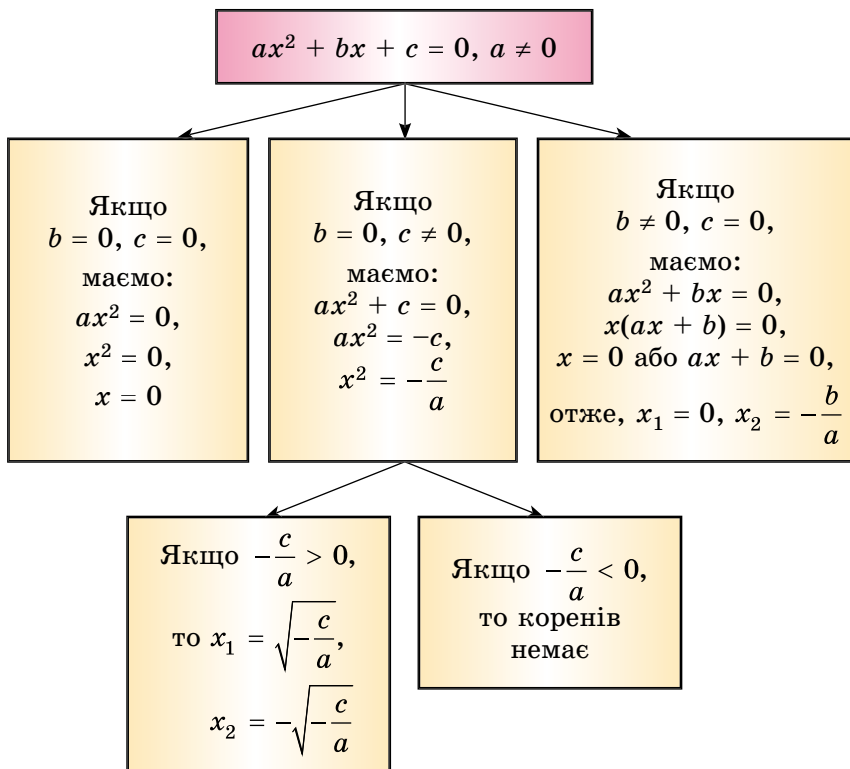 ax² + bx + c = 0, a ≠ 0
Якщо
b = 0, c = 0,
маємо:
ax² = 0,
x² = 0,
x = 0
Якщо
b = 0, c ≠ 0,
маємо:
ax² + c = 0,
ax² = −c,
x² = −c/a
Якщо
b ≠ 0, c = 0,
маємо:
ax² + bx = 0,
x(ax + b) = 0,
x = 0 або ax + b = 0,
отже, x₁ = 0, x₂ = −b/a
Якщо −c/a > 0,
то x₁ = √(−c/a),
x₂ = −√(−c/a)
Якщо −c/a < 0,
то коренів
немає